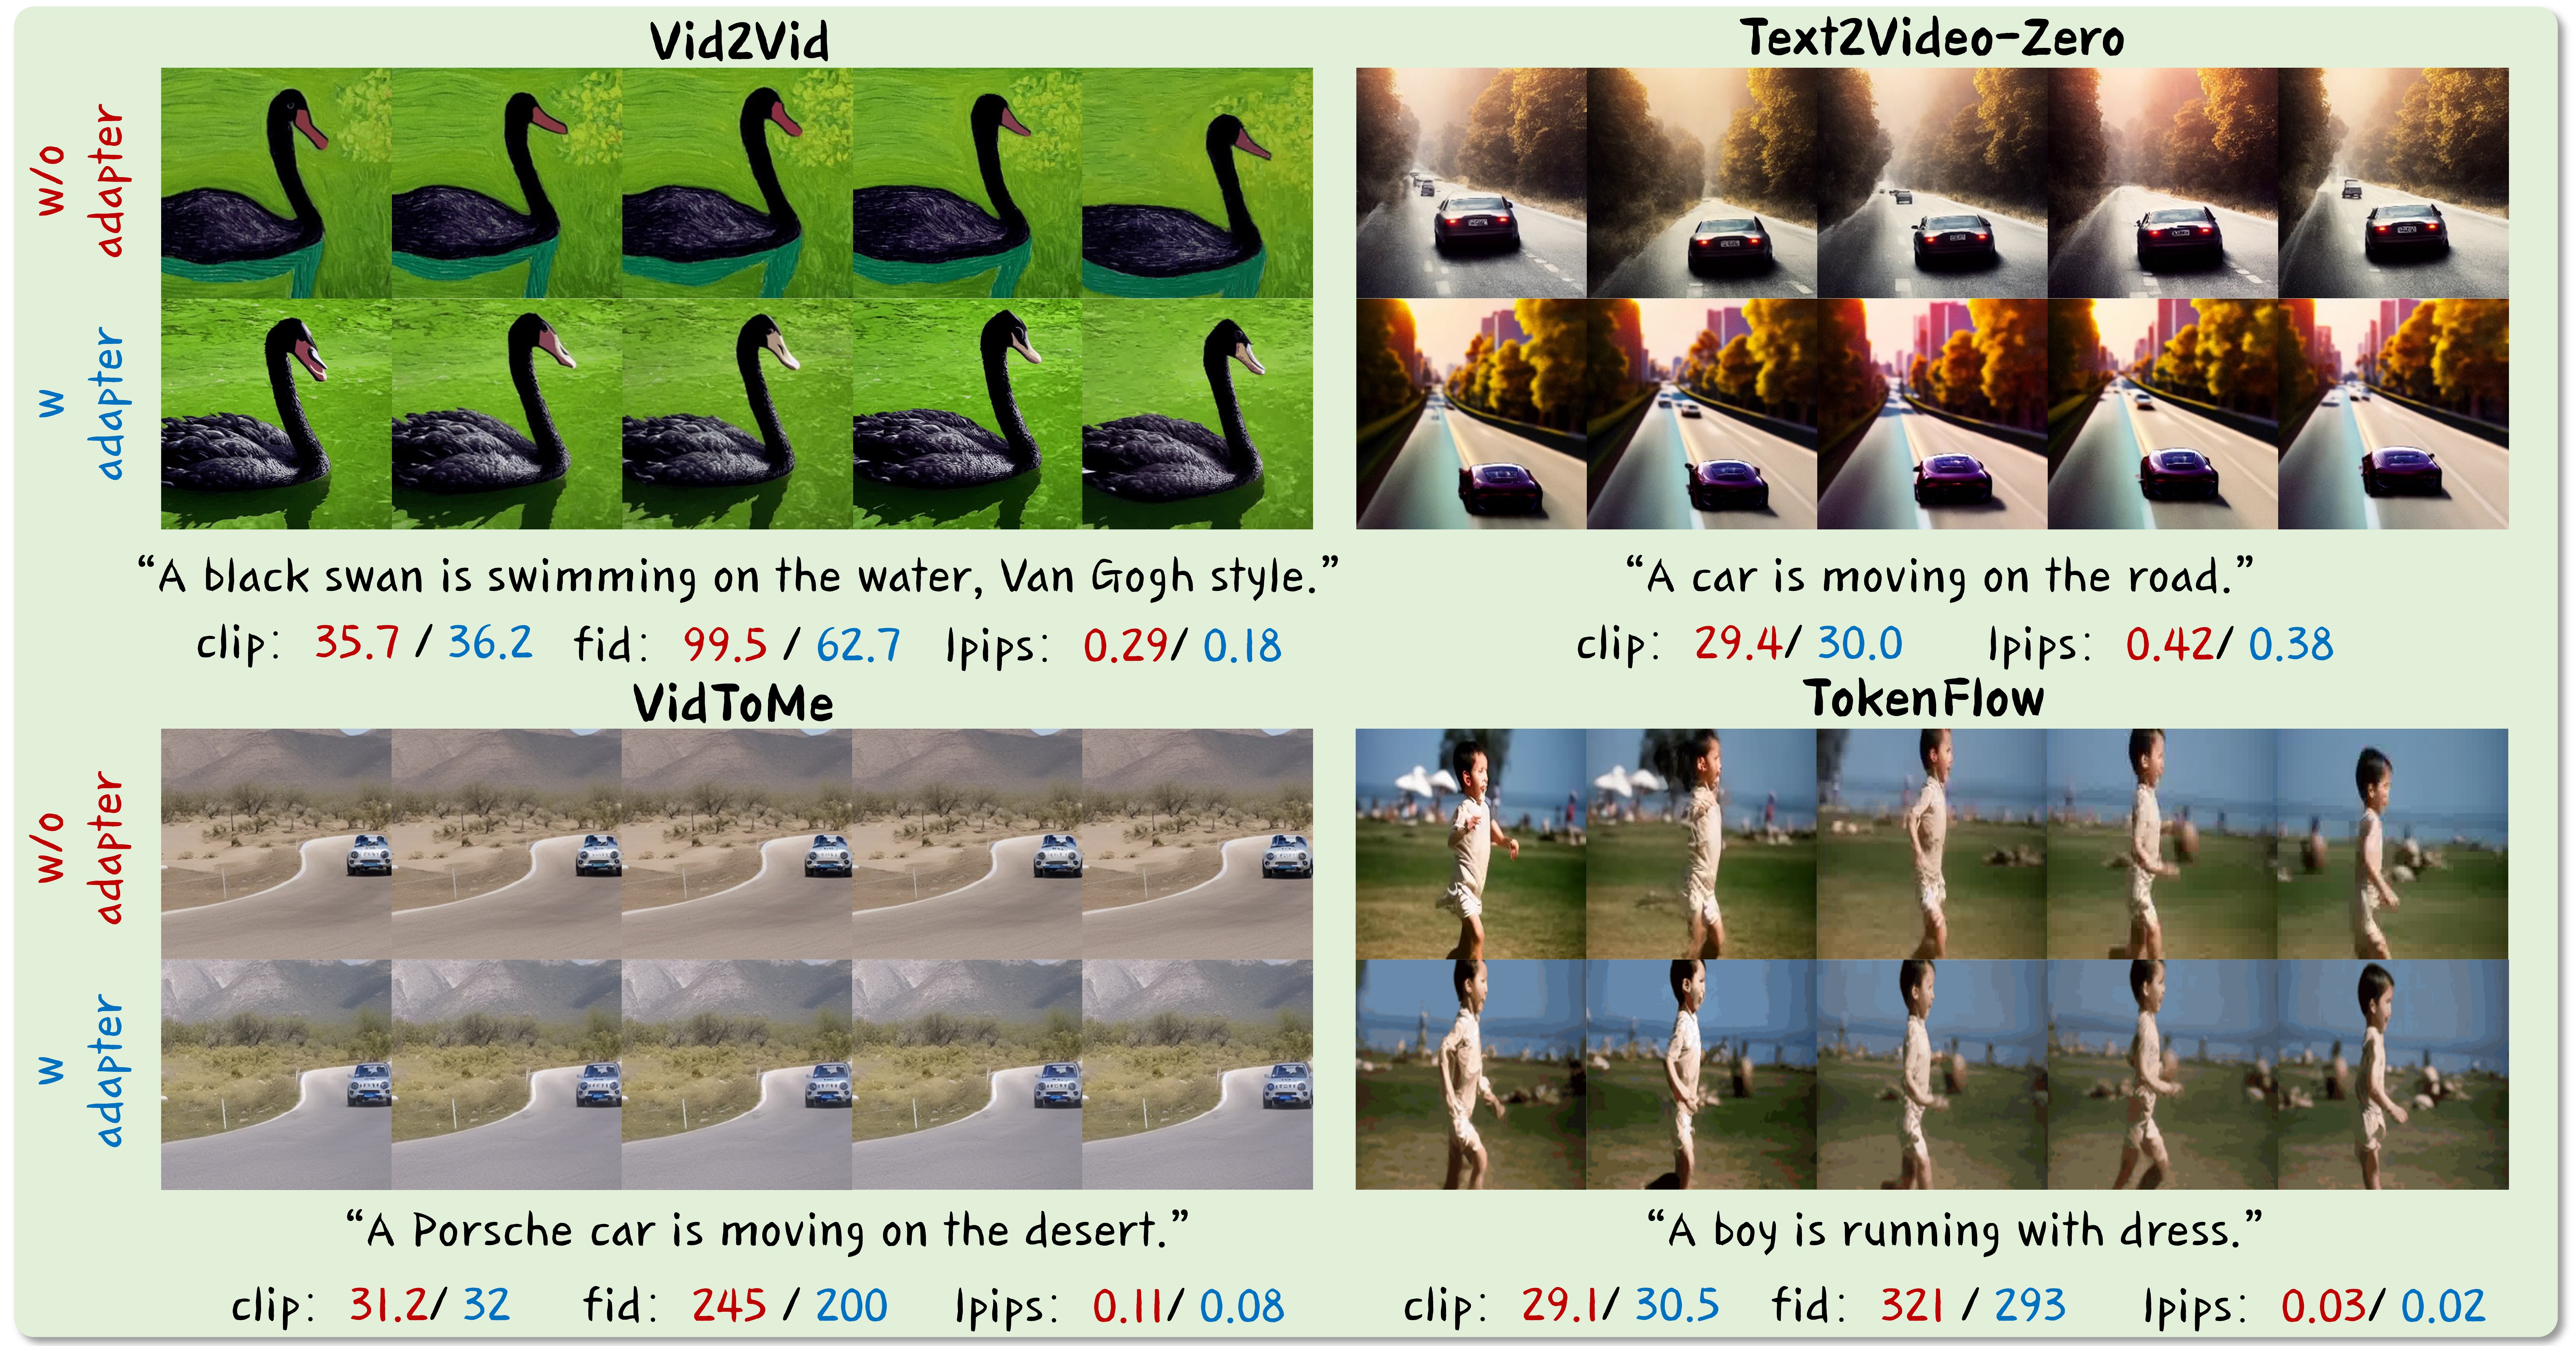 Vid2Vid
w/o adapter
w adapter
“A black swan is swimming on the water, Van Gogh style.”
clip: 35.7 / 36.2 fid: 99.5 / 62.7 lpips: 0.29/ 0.18
Text2Video-Zero
“A car is moving on the road.”
clip: 29.4/ 30.0 lpips: 0.42/ 0.38
VidToMe
w/o adapter
w adapter
“A Porsche car is moving on the desert.”
clip: 31.2/ 32 fid: 245 / 200 lpips: 0.11/ 0.08
TokenFlow
“A boy is running with dress.”
clip: 29.1/ 30.5 fid: 321 / 293 lpips: 0.03/ 0.02